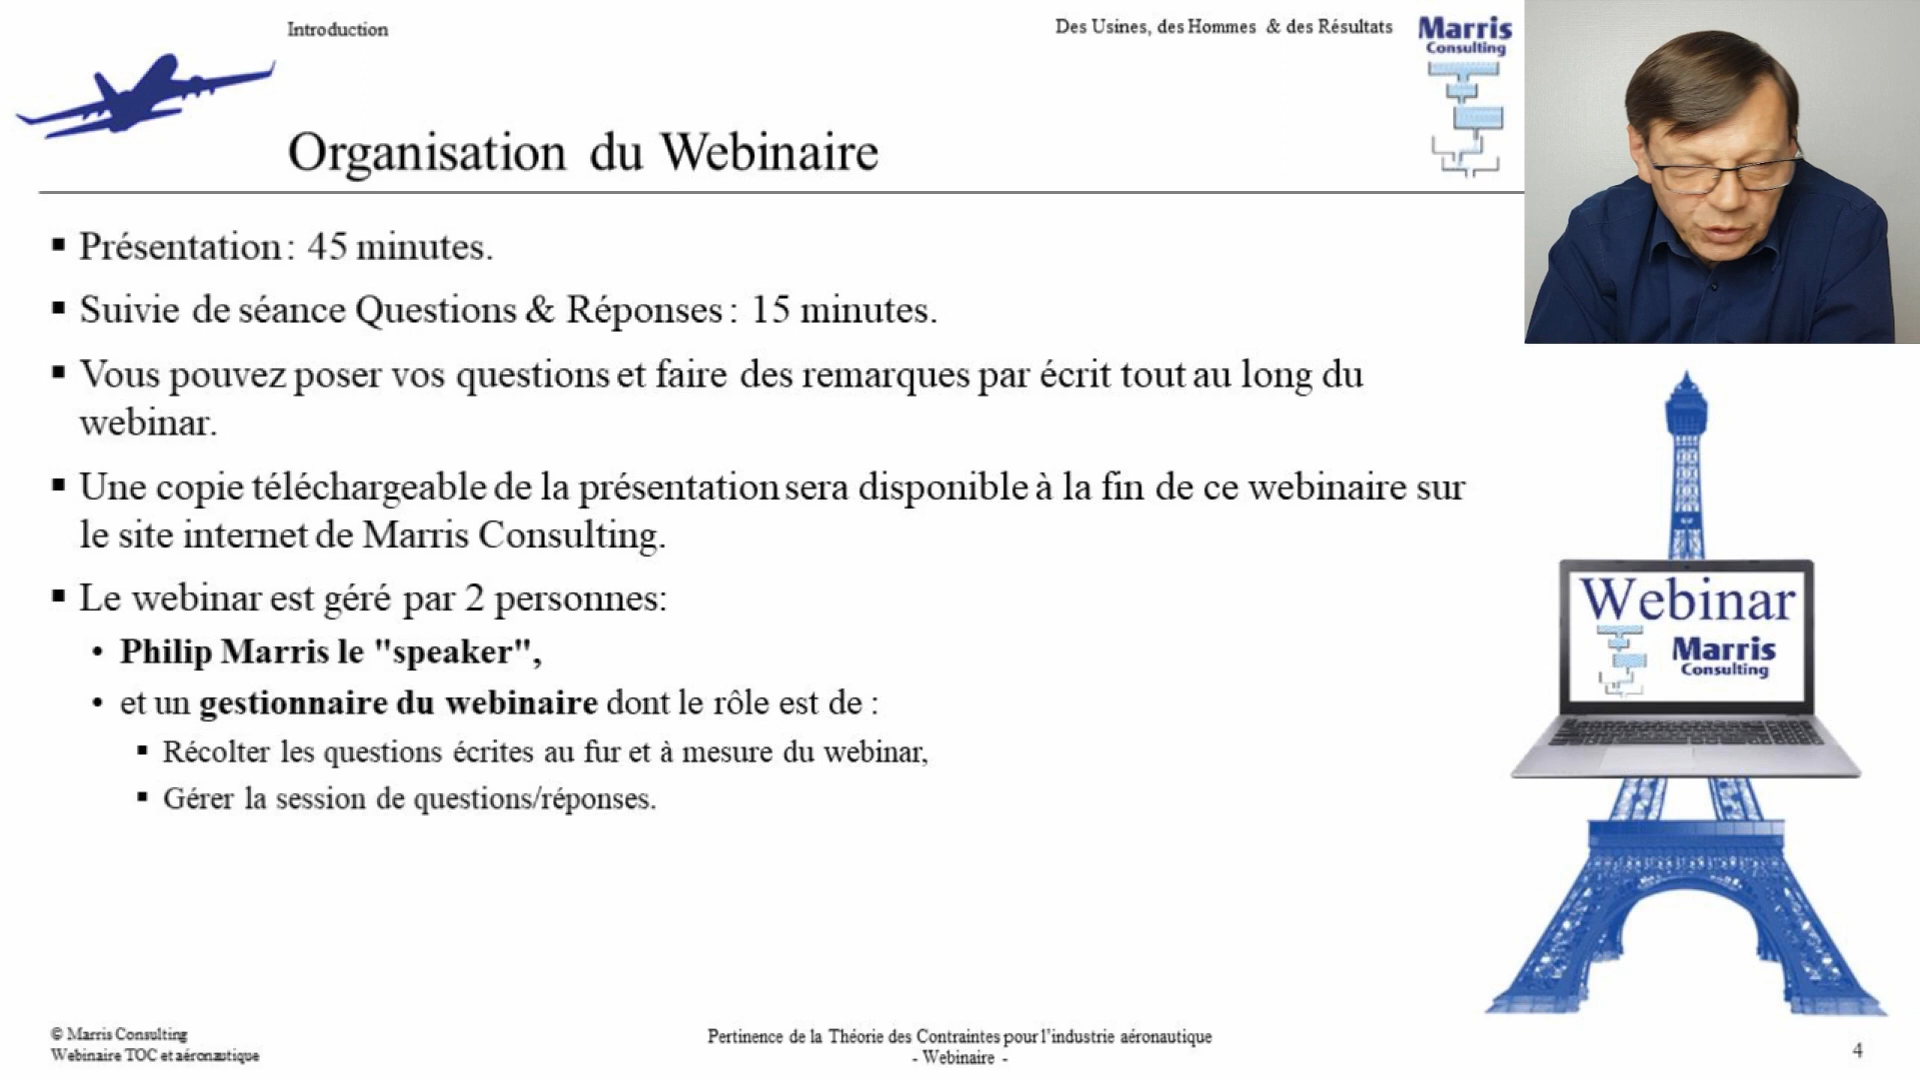 Introduction
Des Usines, des Hommes & des Résultats
Marris
Consulting
Organisation du Webinaire
Présentation : 45 minutes.
Suivie de séance Questions & Réponses : 15 minutes.
Vous pouvez poser vos questions et faire des remarques par écrit tout au long du
webinar.
Une copie téléchargeable de la présentation sera disponible à la fin de ce webinaire sur
le site internet de Marris Consulting.
Le webinar est géré par 2 personnes:
Philip Marris le "speaker",
et un gestionnaire du webinaire dont le rôle est de :
Récolter les questions écrites au fur et à mesure du webinar,
Gérer la session de questions/réponses.
Webinar
Marris
Consulting
© Marris Consulting
Webinaire TOC et aéronautique
Pertinence de la Théorie des Contraintes pour l'industrie aéronautique
- Webinaire -
4